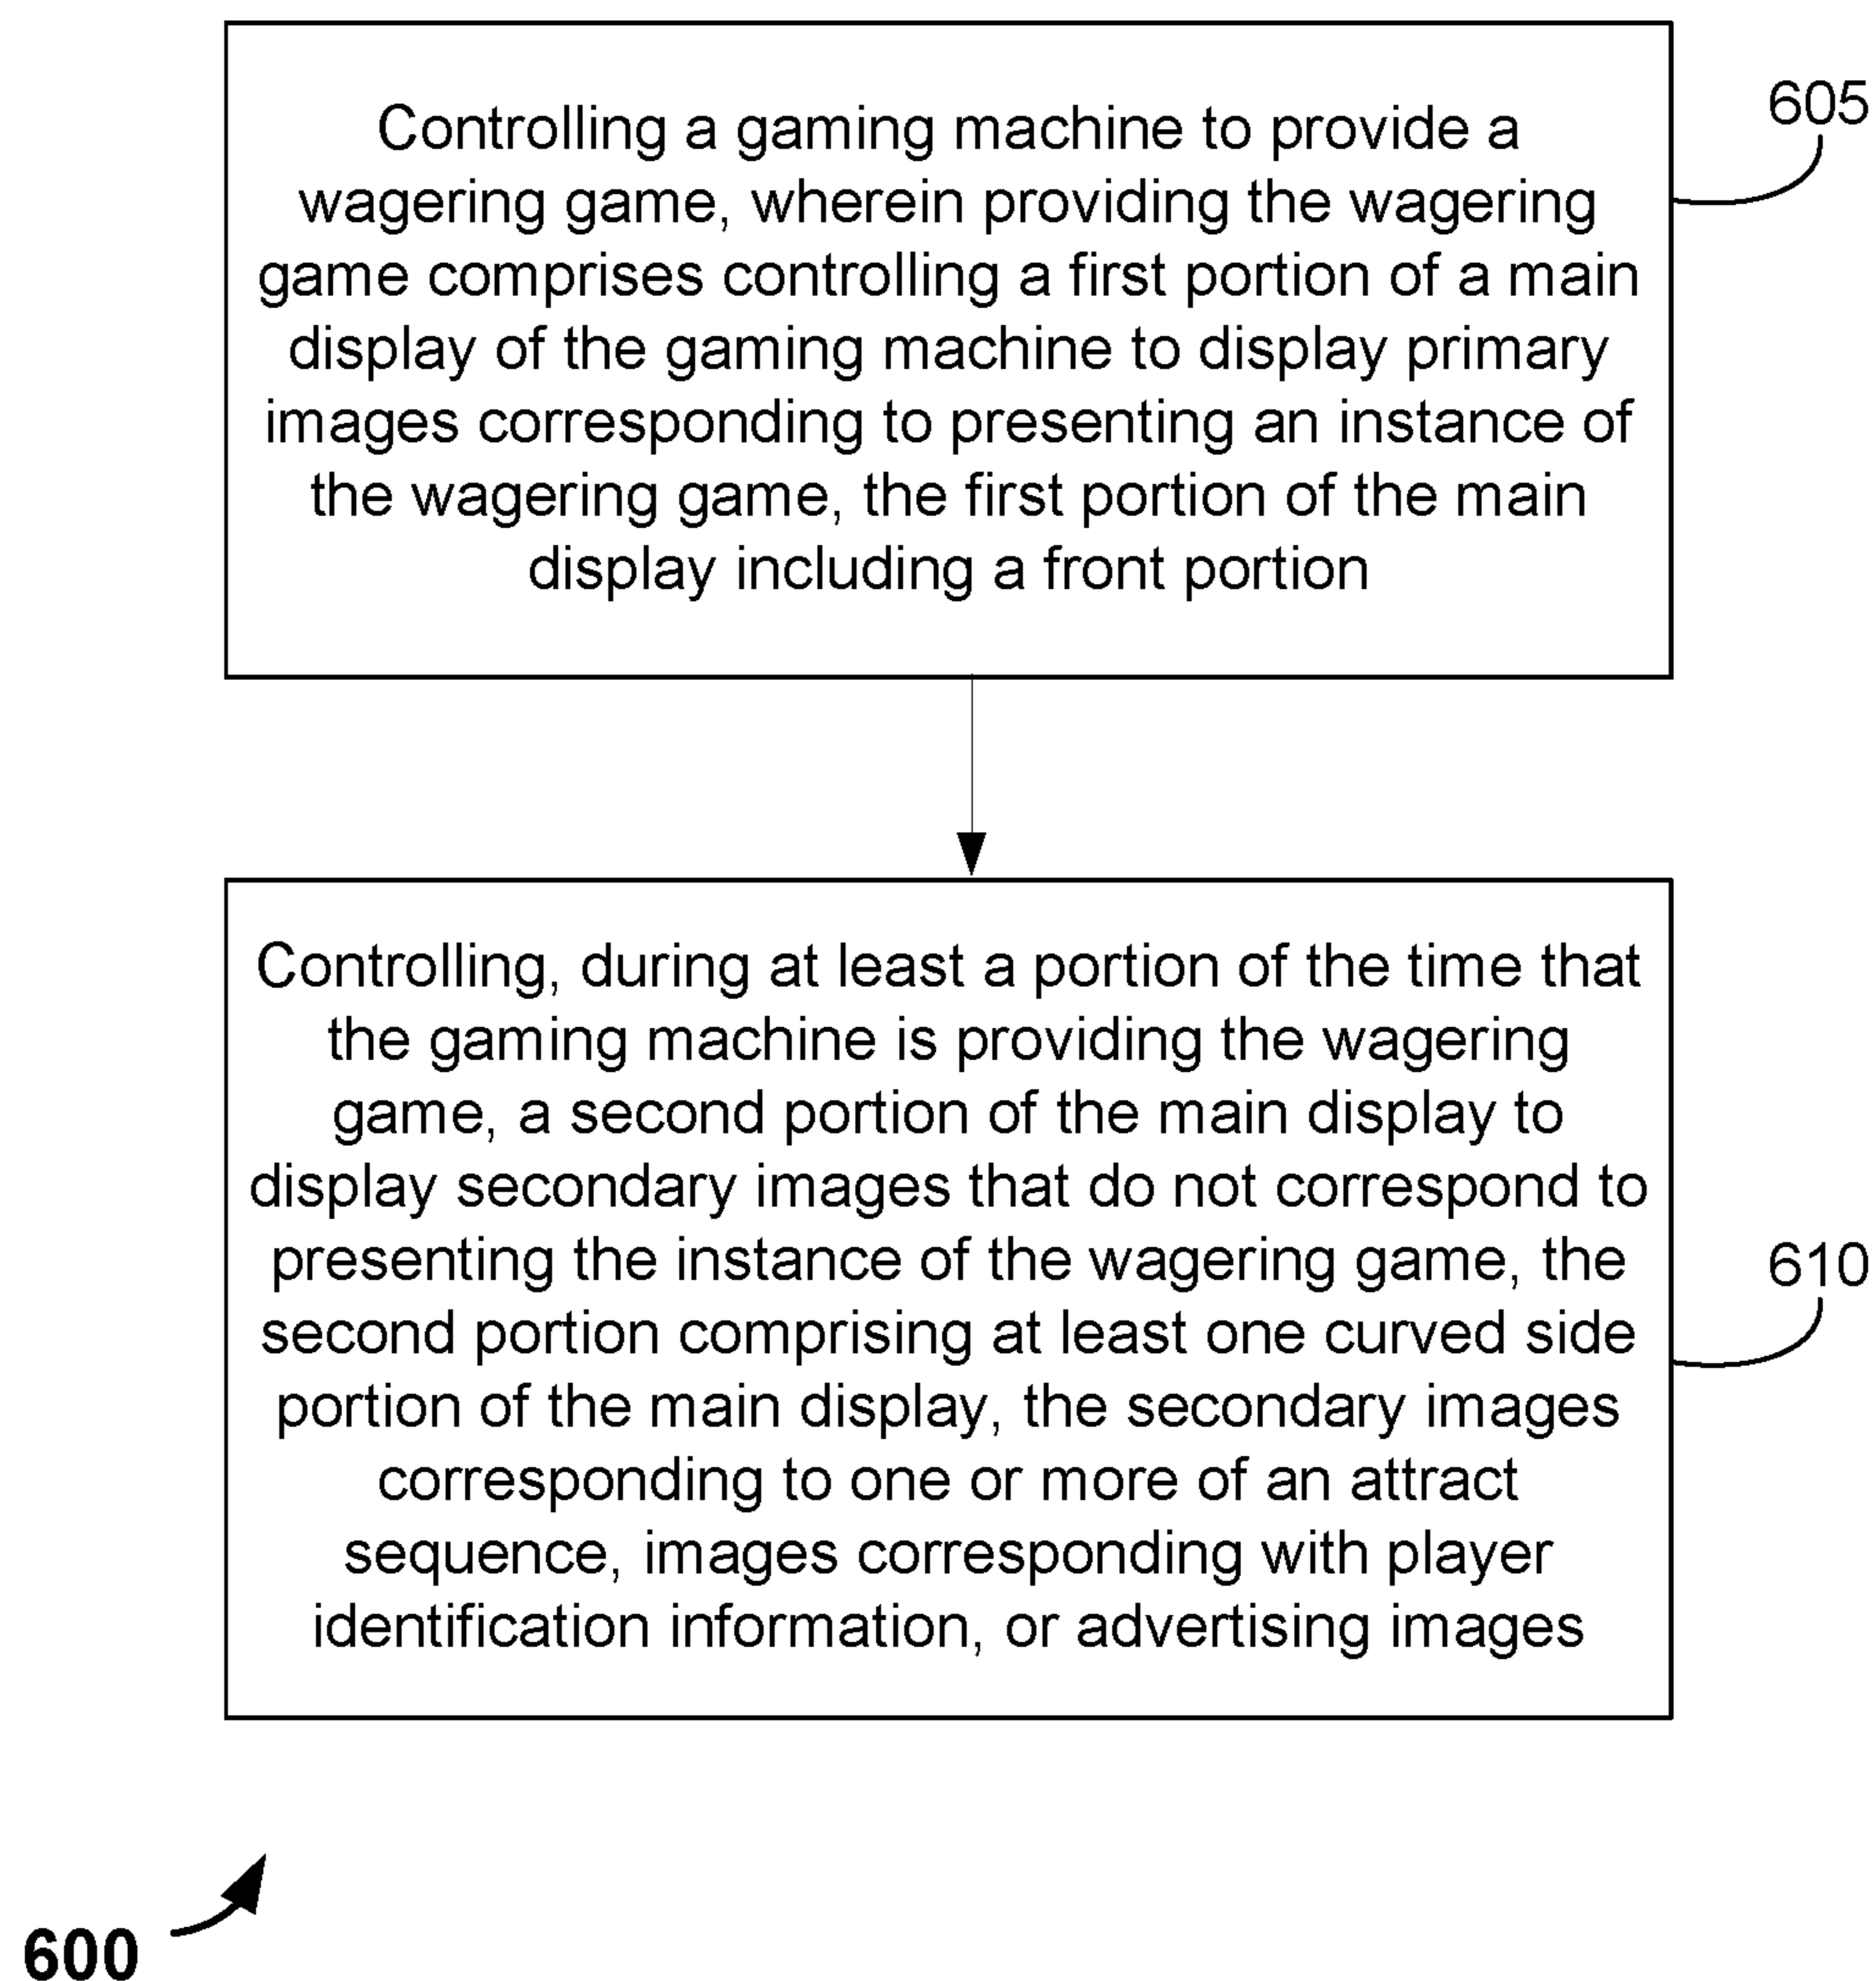 Controlling a gaming machine to provide a
wagering game, wherein providing the wagering
game comprises controlling a first portion of a main
display of the gaming machine to display primary
images corresponding to presenting an instance of
the wagering game, the first portion of the main
display including a front portion
605
Controlling, during at least a portion of the time that
the gaming machine is providing the wagering
game, a second portion of the main display to
display secondary images that do not correspond to
presenting the instance of the wagering game, the
second portion comprising at least one curved side
portion of the main display, the secondary images
corresponding to one or more of an attract
sequence, images corresponding with player
identification information, or advertising images
610
600